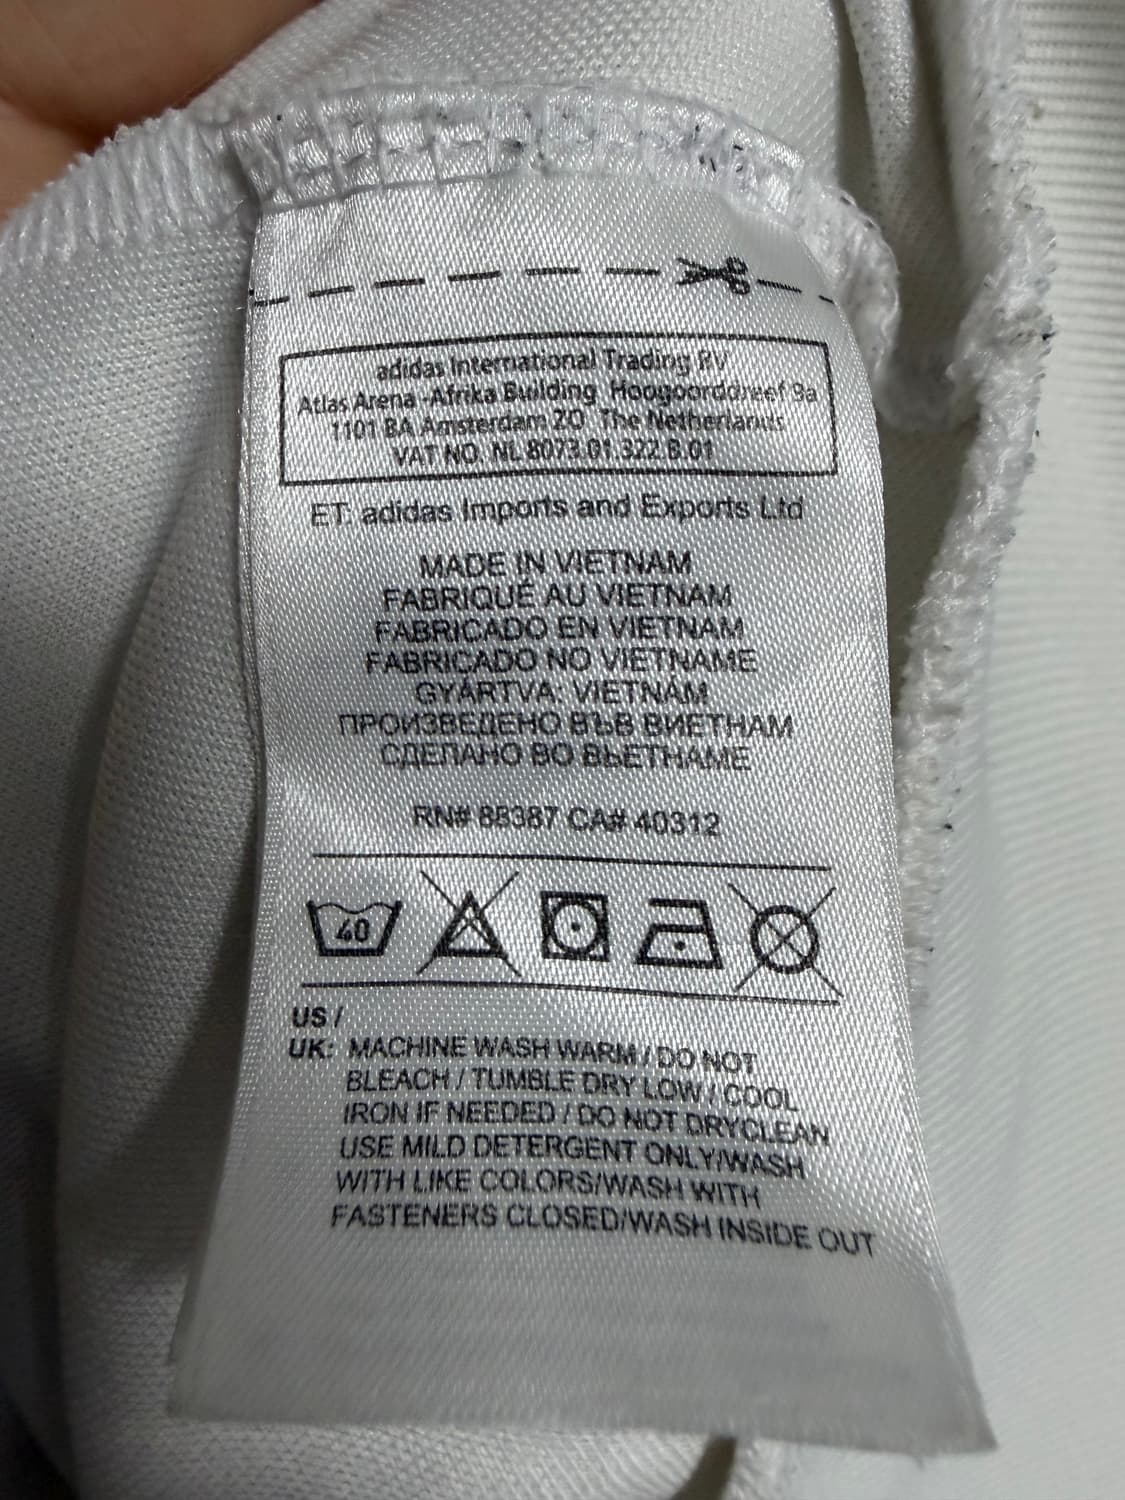 adidas International Trading BV
Atlas Arena -Afrika Building Hoogoorddreef 9a
1101 BA Amsterdam ZO The Netherlands
VAT NO. NL 8073.01.322.B.01
ET: adidas Imports and Exports Ltd
MADE IN VIETNAM
FABRIQUÉ AU VIETNAM
FABRICADO EN VIETNAM
FABRICADO NO VIETNAME
GYÁRTVA: VIETNÁM
ПРОИЗВЕДЕНО ВЪВ ВИЕТНАМ
СДЕЛАНО ВО ВЬЕТНАМЕ
RN# 88387 CA# 40312
40
US /
UK: MACHINE WASH WARM / DO NOT
BLEACH / TUMBLE DRY LOW / COOL
IRON IF NEEDED / DO NOT DRYCLEAN
USE MILD DETERGENT ONLY/WASH
WITH LIKE COLORS/WASH WITH
FASTENERS CLOSED/WASH INSIDE OUT